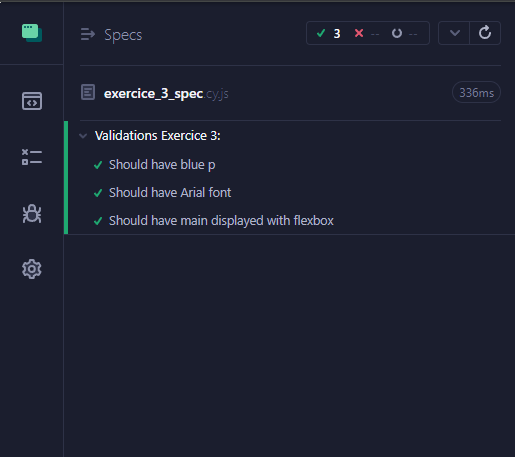 Specs
3 -- --
exercice_3_spec.cy.js 336ms
Validations Exercice 3:
Should have blue p
Should have Arial font
Should have main displayed with flexbox